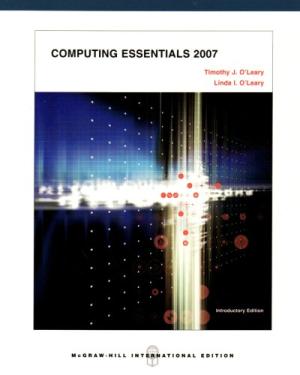 COMPUTING ESSENTIALS 2007
Timothy J. O'Leary
Linda I. O'Leary
Introductory Edition
McGRAW-HILL INTERNATIONAL EDITION